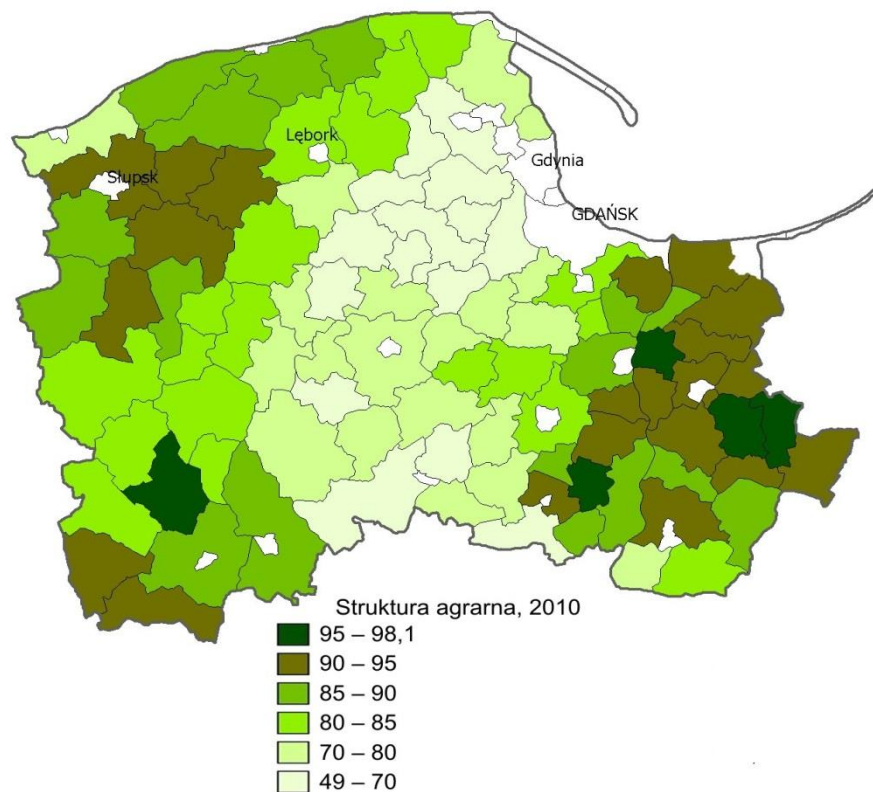 Lębork
Słupsk
Gdynia
GDAŃSK
Struktura agrarna, 2010
95 – 98,1
90 – 95
85 – 90
80 – 85
70 – 80
49 – 70